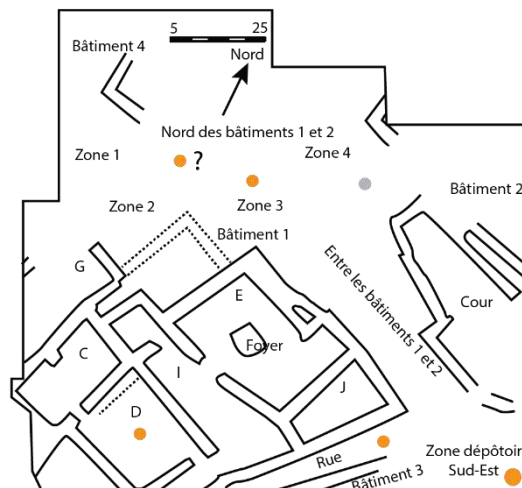 5 25
Bâtiment 4
Nord
Nord des bâtiments 1 et 2
Zone 1
?
Zone 4
Bâtiment 2
Zone 2
Zone 3
Bâtiment 1
G
E
Entre les bâtiments 1 et 2
Cour
Foyer
C
I
J
D
Rue
Zone dépôtoir
Sud-Est
Bâtiment 3